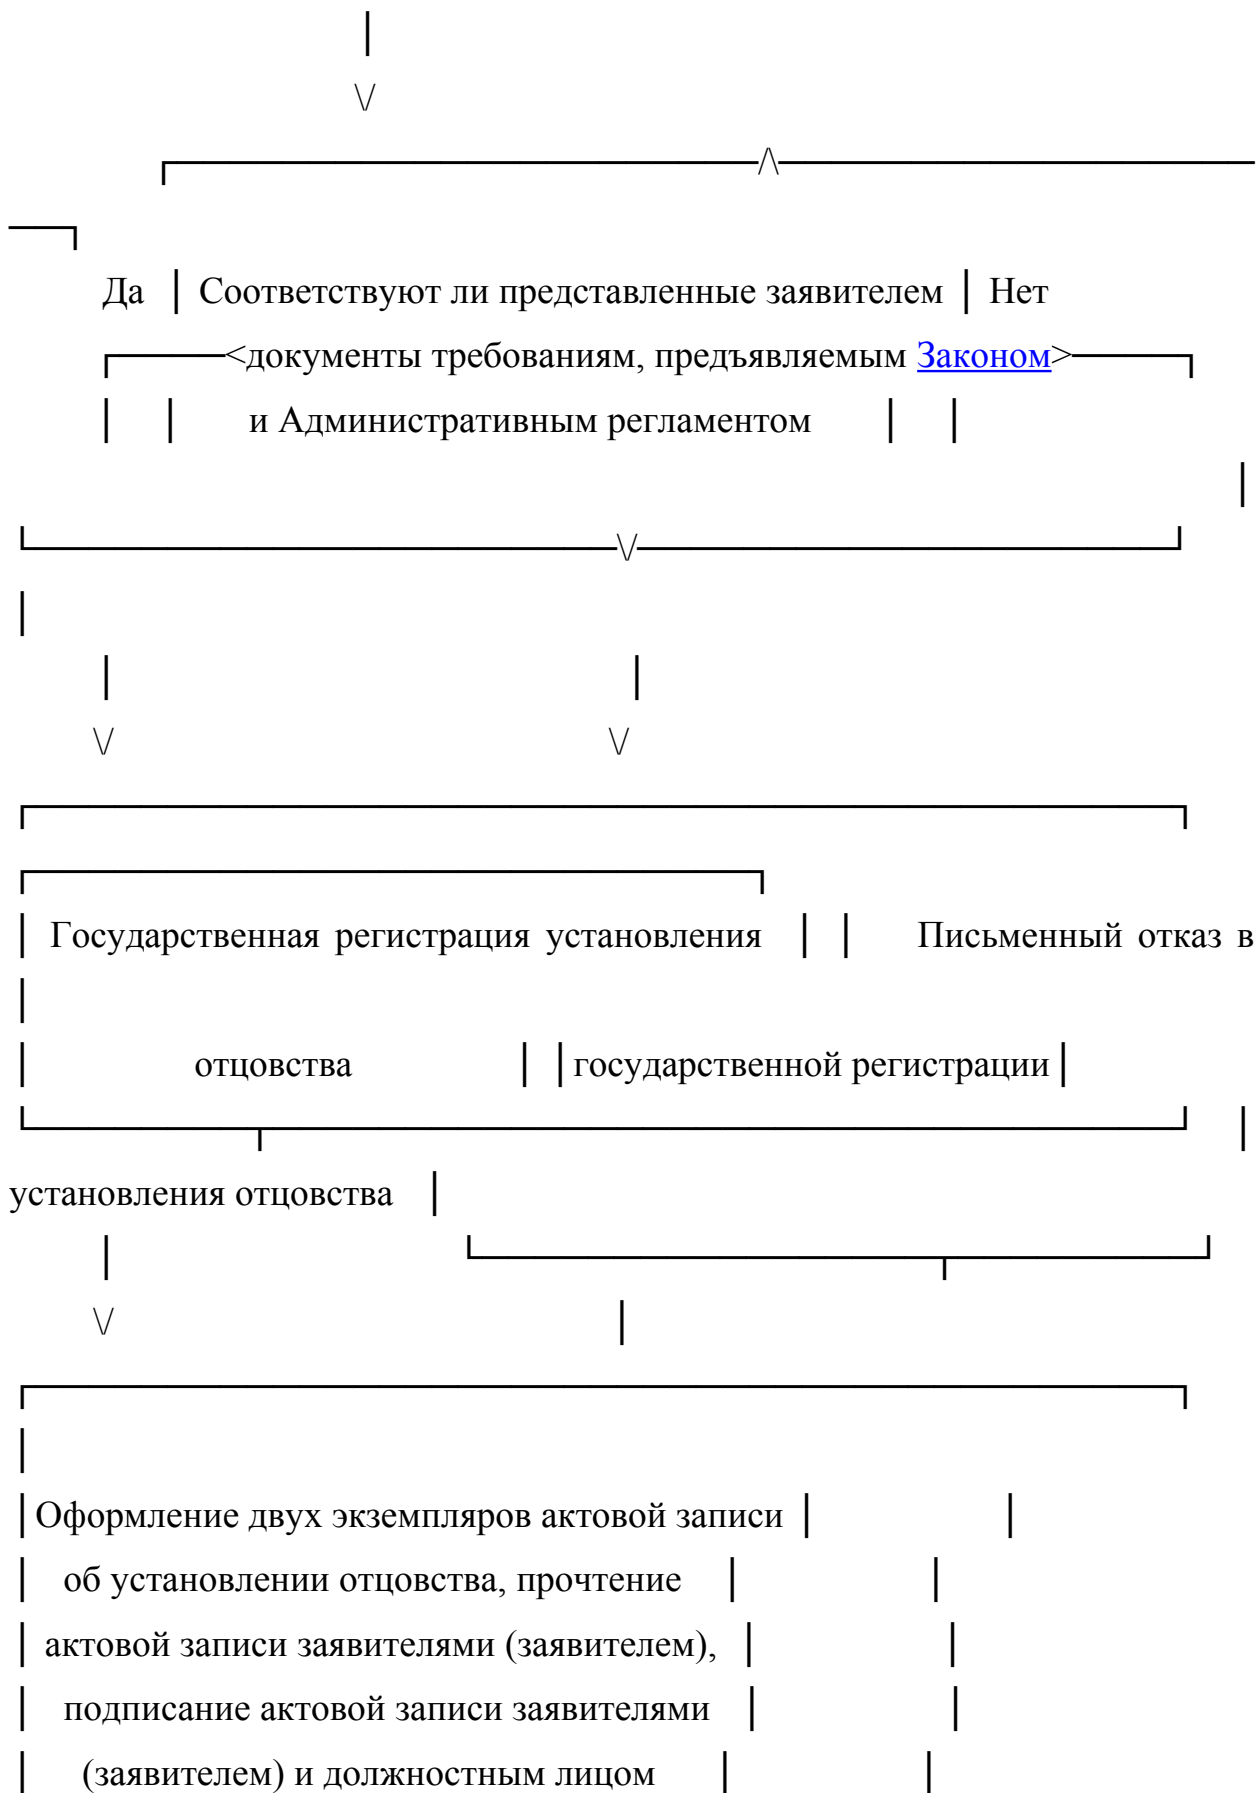 Да │ Соответствуют ли представленные заявителем │ Нет
<документы требованиям, предъявляемым Законом>
│ │ и Административным регламентом │ │
│ Государственная регистрация установления │ │ Письменный отказ в
│ отцовства │ │государственной регистрации│
установления отцовства │
│Оформление двух экземпляров актовой записи │ │
│ об установлении отцовства, прочтение │ │
│ актовой записи заявителями (заявителем), │ │
│ подписание актовой записи заявителями │ │
│ (заявителем) и должностным лицом │ │